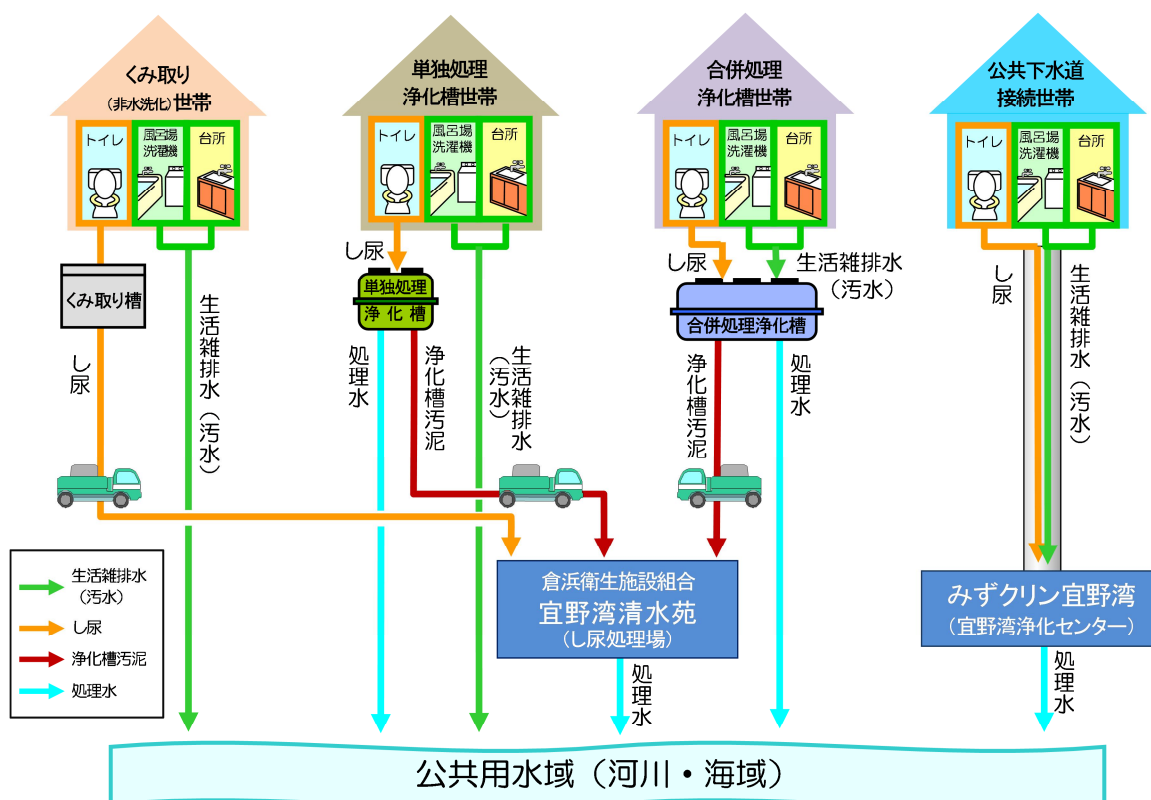 くみ取り
（非水洗化）世帯
トイレ
風呂場
洗濯機
台所
くみ取り槽
し尿
生活雑排水（汚水）
単独処理
浄化槽世帯
トイレ
風呂場
洗濯機
台所
し尿
単独処理
浄化槽
処理水
浄化槽汚泥
生活雑排水
（汚水）
合併処理
浄化槽世帯
トイレ
風呂場
洗濯機
台所
し尿
生活雑排水
（汚水）
合併処理浄化槽
浄化槽汚泥
処理水
公共下水道
接続世帯
トイレ
風呂場
洗濯機
台所
し尿
生活雑排水（汚水）
生活雑排水
（汚水）
し尿
浄化槽汚泥
処理水
倉浜衛生施設組合
宜野湾清水苑
（し尿処理場）
処理水
みずクリン宜野湾
（宜野湾浄化センター）
処理水
公共用水域（河川・海域）